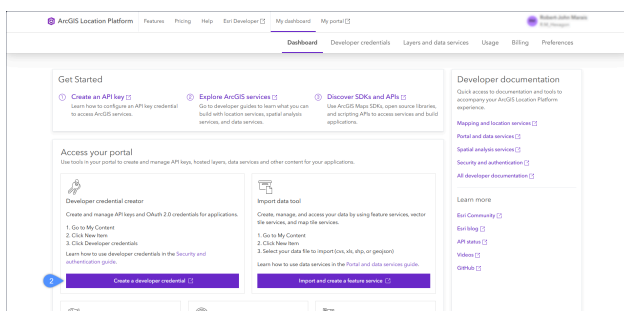 ArcGIS Location Platform Features Pricing Help Esri Developer My dashboard My portal
Dashboard Developer credentials Layers and data services Usage Billing Preferences
Get Started
1 Create an API key
Learn how to configure an API key credential
to access ArcGIS services.
2 Explore ArcGIS services
Go to developer guides to learn what you can
build with location services, spatial analysis
services, and data services.
3 Discover SDKs and APIs
Use ArcGIS Maps SDKs, open source libraries,
and scripting APIs to access services and build
applications.
Access your portal
Use tools in your portal to create and manage API keys, hosted layers, data services and other content for your applications.
Developer credential creator
Create and manage API keys and OAuth 2.0 credentials for applications.
1. Go to My Content
2. Click New Item
3. Click Developer credentials
Learn how to use developer credentials in the Security and
authentication guide.
2
Create a developer credential
Import data tool
Create, manage, and access your data by using feature services, vector
tile services, and map tile services.
1. Go to My Content
2. Click New Item
3. Select your data file to import (cvs, xls, shp, or geojson)
Learn how to use data services in the Portal and data services guide.
Import and create a feature service
Developer documentation
Quick access to documentation and tools to
accompany your ArcGIS Location Platform
experience.
Mapping and location services
Portal and data services
Spatial analysis services
Security and authentication
All developer documentation
Learn more
Esri Community
Esri blog
API status
Videos
GitHub